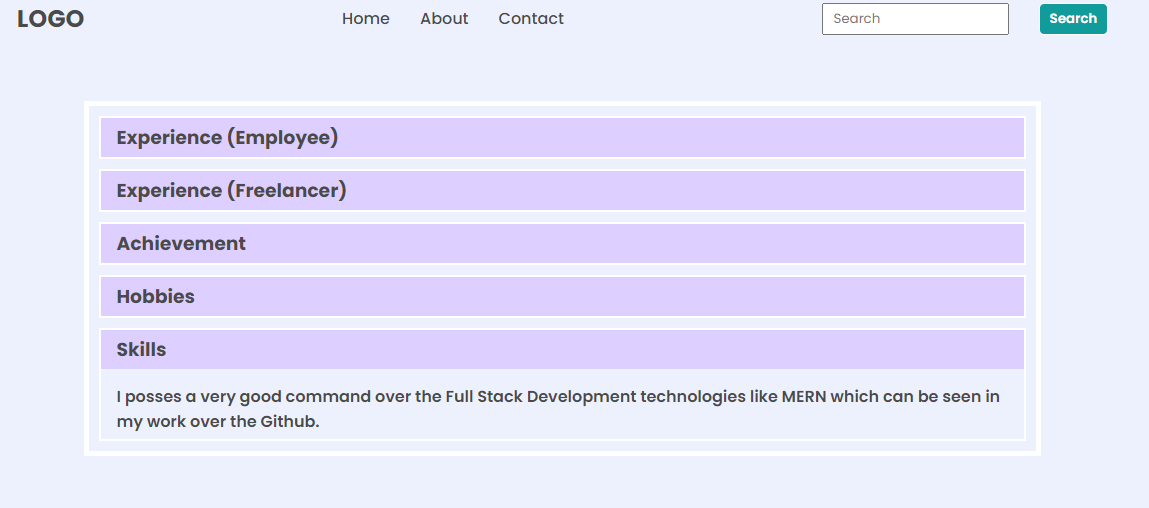 LOGO
Home About Contact
Search
Search
Experience (Employee)
Experience (Freelancer)
Achievement
Hobbies
Skills
I posses a very good command over the Full Stack Development technologies like MERN which can be seen in
my work over the Github.